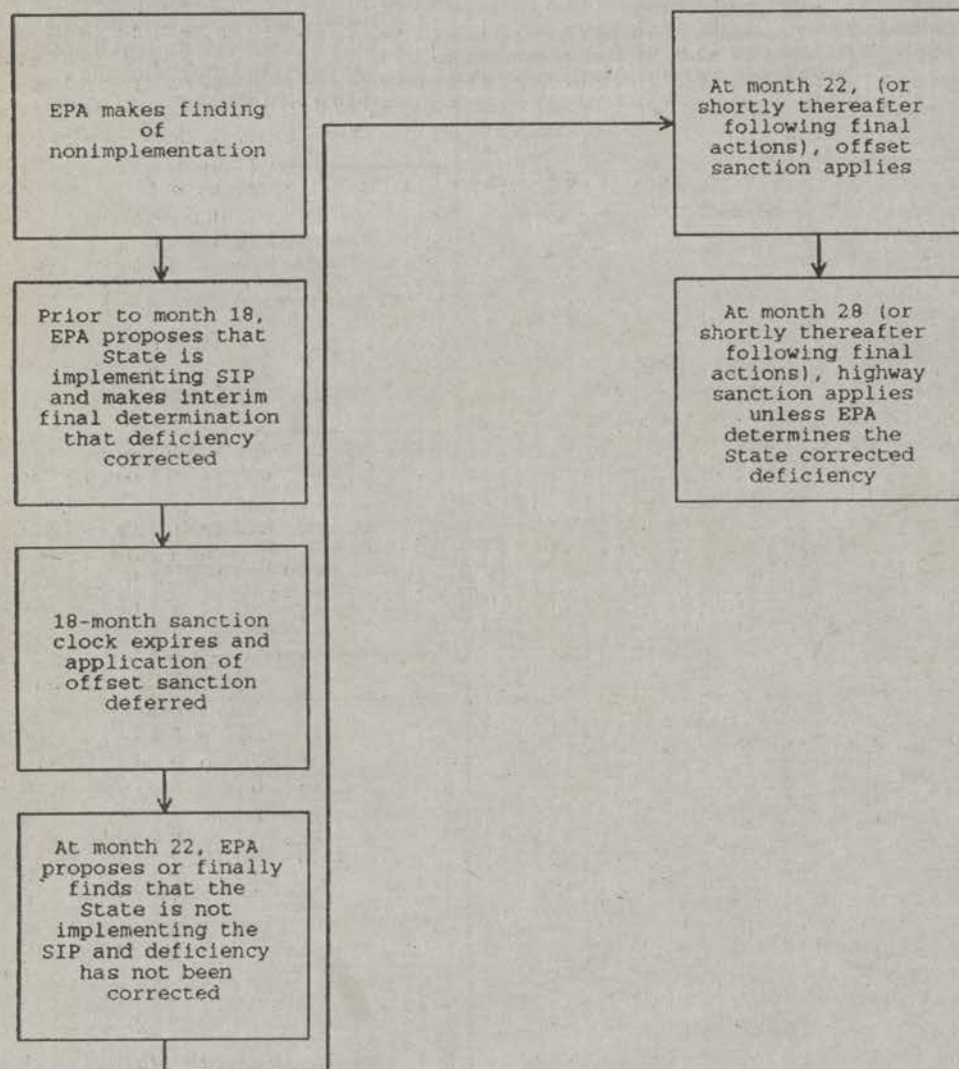 EPA makes finding
of
nonimplementation
Prior to month 18,
EPA proposes that
State is
implementing SIP
and makes interim
final determination
that deficiency
corrected
18-month sanction
clock expires and
application of
offset sanction
deferred
At month 22, EPA
proposes or finally
finds that the
State is not
implementing the
SIP and deficiency
has not been
corrected
At month 22, (or
shortly thereafter
following final
actions), offset
sanction applies
At month 28 (or
shortly thereafter
following final
actions), highway
sanction applies
unless EPA
determines the
State corrected
deficiency